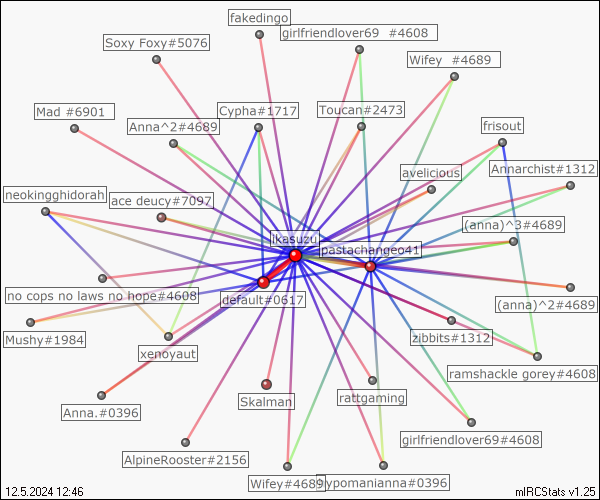 fakedingo
girlfriendlover69 #4608
Soxy Foxy#5076
Wifey #4689
Mad #6901
Cypha#1717
Toucan#2473
Anna^2#4689
frisout
avelicious
Annarchist#1312
neokingghidorah
ace deucy#7097
(anna)^3#4689
ikasuzu
pastachangeo41
no cops no laws no hope#4608
default#0617
(anna)^2#4689
Mushy#1984
zibbits#1312
xenoyaut
ramshackle gorey#4608
Anna.#0396
Skalman
rattgaming
girlfriendlover69#4608
AlpineRooster#2156
Wifey#4689
hypomanianna#0396
12.5.2024 12:46
mIRCStats v1.25